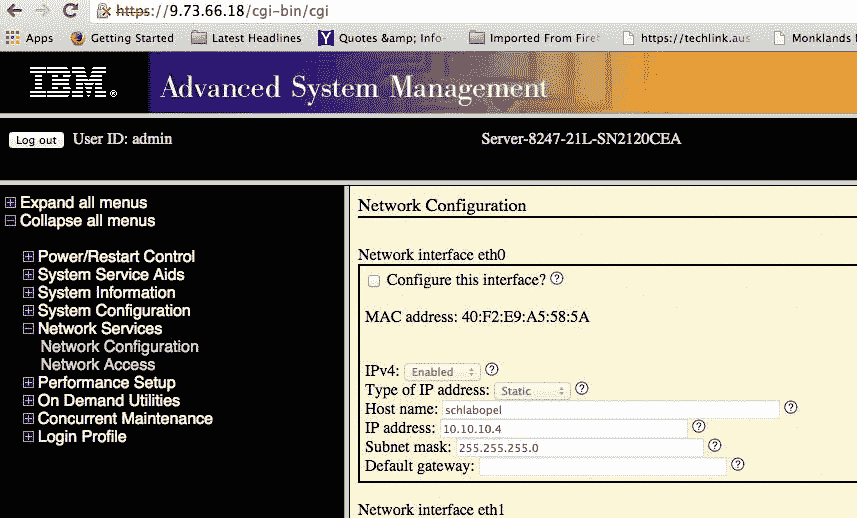 https://9.73.66.18/cgi-bin/cgi
Apps Getting Started Latest Headlines Quotes &amp; Info- Imported From Firef https://techlink.aus Monklands
IBM® Advanced System Management
Log out User ID: admin Server-8247-21L-SN2120CEA
Expand all menus
Collapse all menus
Power/Restart Control
System Service Aids
System Information
System Configuration
Network Services
Network Configuration
Network Access
Performance Setup
On Demand Utilities
Concurrent Maintenance
Login Profile
Network Configuration
Network interface eth0
Configure this interface? ?
MAC address: 40:F2:E9:A5:58:5A
IPv4: Enabled ?
Type of IP address: Static ?
Host name: schlabopel ?
IP address: 10.10.10.4 ?
Subnet mask: 255.255.255.0 ?
Default gateway: ?
Network interface eth1